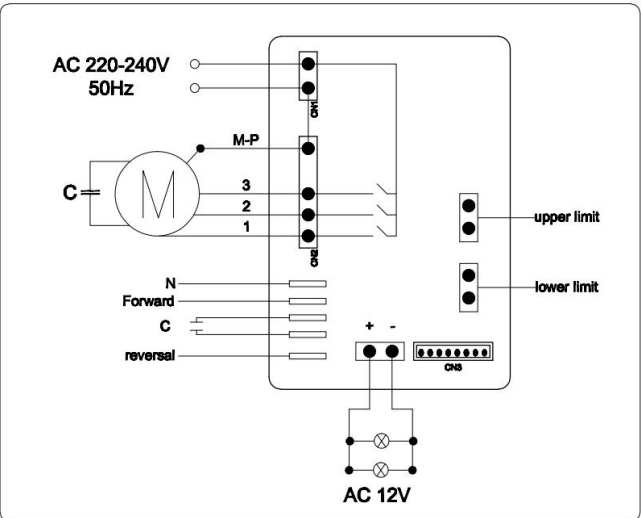 AC 220-240V
50Hz
CN1
M-P
C
M
3
2
1
CN2
upper limit
N
lower limit
Forward
C
reversal
+ -
CN3
AC 12V